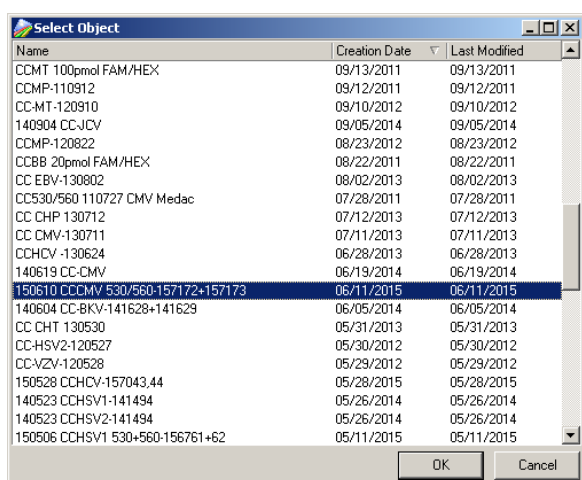 Select Object
Name Creation Date Last Modified
CCMT 100pmol FAM/HEX 09/13/2011 09/13/2011
CCMP-110912 09/12/2011 09/12/2011
CC-MT-120910 09/10/2012 09/10/2012
140904 CC-JCV 09/05/2014 09/05/2014
CCMP-120822 08/23/2012 08/23/2012
CCBB 20pmol FAM/HEX 08/22/2011 08/22/2011
CC EBV-130802 08/02/2013 08/02/2013
CC530/560 110727 CMV Medac 07/28/2011 07/28/2011
CC CHP 130712 07/12/2013 07/12/2013
CC CMV-130711 07/11/2013 07/11/2013
CCHCV -130624 06/28/2013 06/28/2013
140619 CC-CMV 06/19/2014 06/19/2014
150610 CCCMV 530/560-157172+157173 06/11/2015 06/11/2015
140604 CC-BKV-141628+141629 06/05/2014 06/05/2014
CC CHT 130530 05/31/2013 05/31/2013
CC-HSV2-120527 05/30/2012 05/30/2012
CC-VZV-120528 05/29/2012 05/29/2012
150528 CCHCV-157043,44 05/28/2015 05/28/2015
140523 CCHSV1-141494 05/26/2014 05/26/2014
140523 CCHSV2-141494 05/26/2014 05/26/2014
150506 CCHSV1 530+560-156761+62 05/11/2015 05/11/2015
OK Cancel